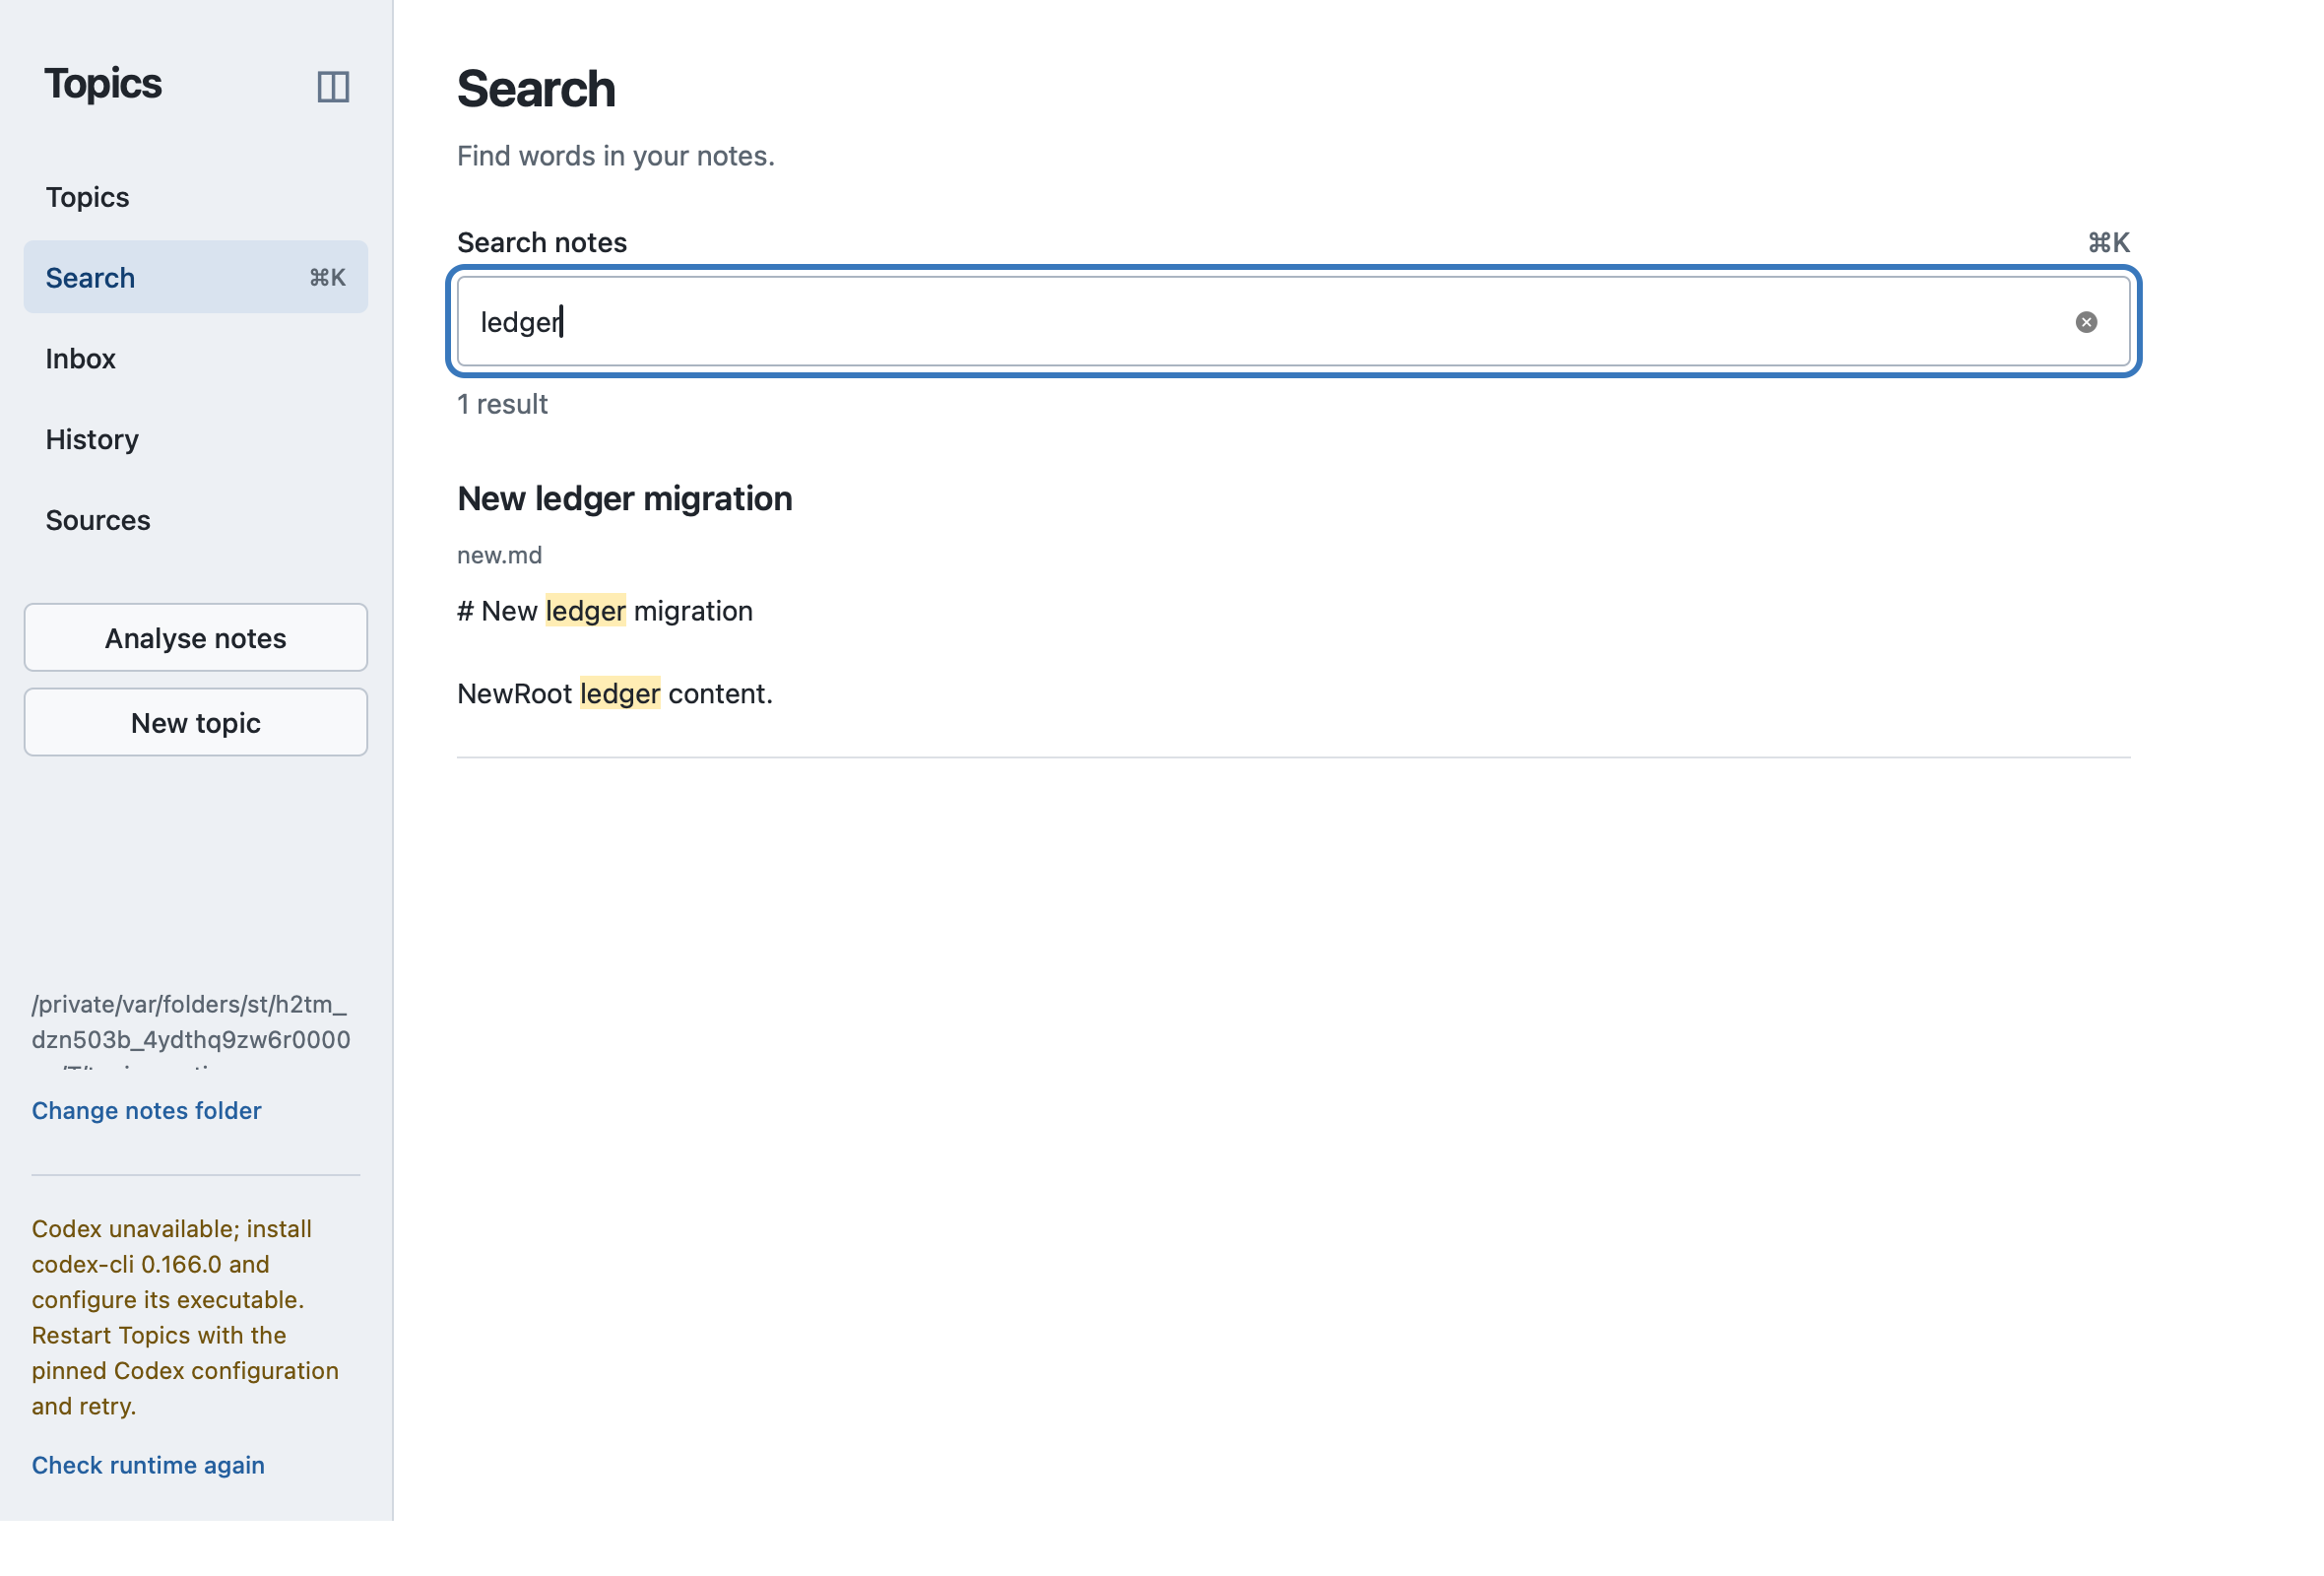 Topics
Topics
Search ⌘K
Inbox
History
Sources
Analyse notes
New topic
/private/var/folders/st/h2tm_
dzn503b_4ydthq9zw6r0000
Change notes folder
Codex unavailable; install
codex-cli 0.166.0 and
configure its executable.
Restart Topics with the
pinned Codex configuration
and retry.
Check runtime again
Search
Find words in your notes.
Search notes ⌘K
ledger
1 result
New ledger migration
new.md
# New ledger migration
NewRoot ledger content.